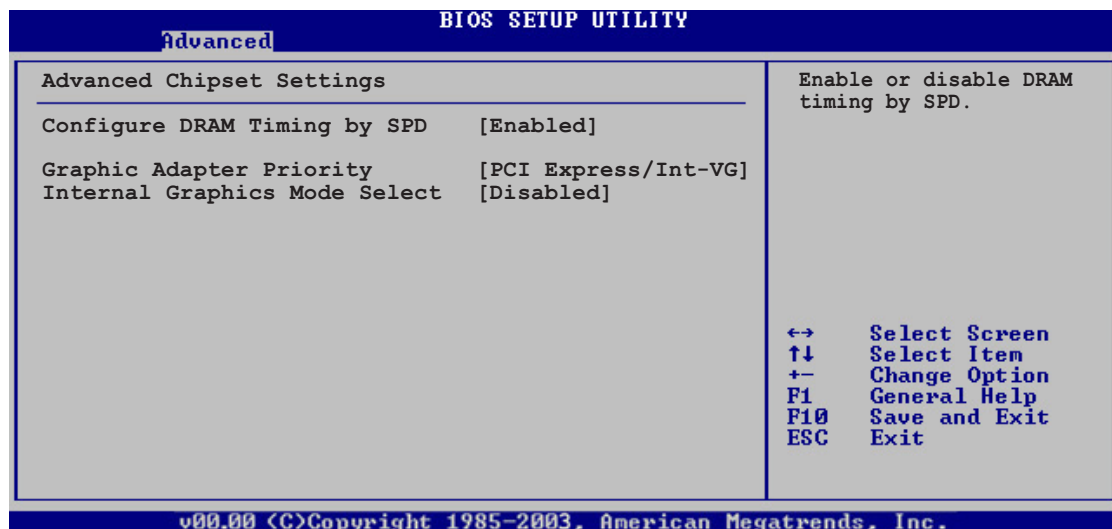 BIOS SETUP UTILITY
Advanced
Advanced Chipset Settings
Configure DRAM Timing by SPD [Enabled]
Graphic Adapter Priority [PCI Express/Int-VG]
Internal Graphics Mode Select [Disabled]
Enable or disable DRAM
timing by SPD.
←→ Select Screen
↑↓ Select Item
+- Change Option
F1 General Help
F10 Save and Exit
ESC Exit
v00.00 (C)Copyright 1985-2003, American Megatrends, Inc.